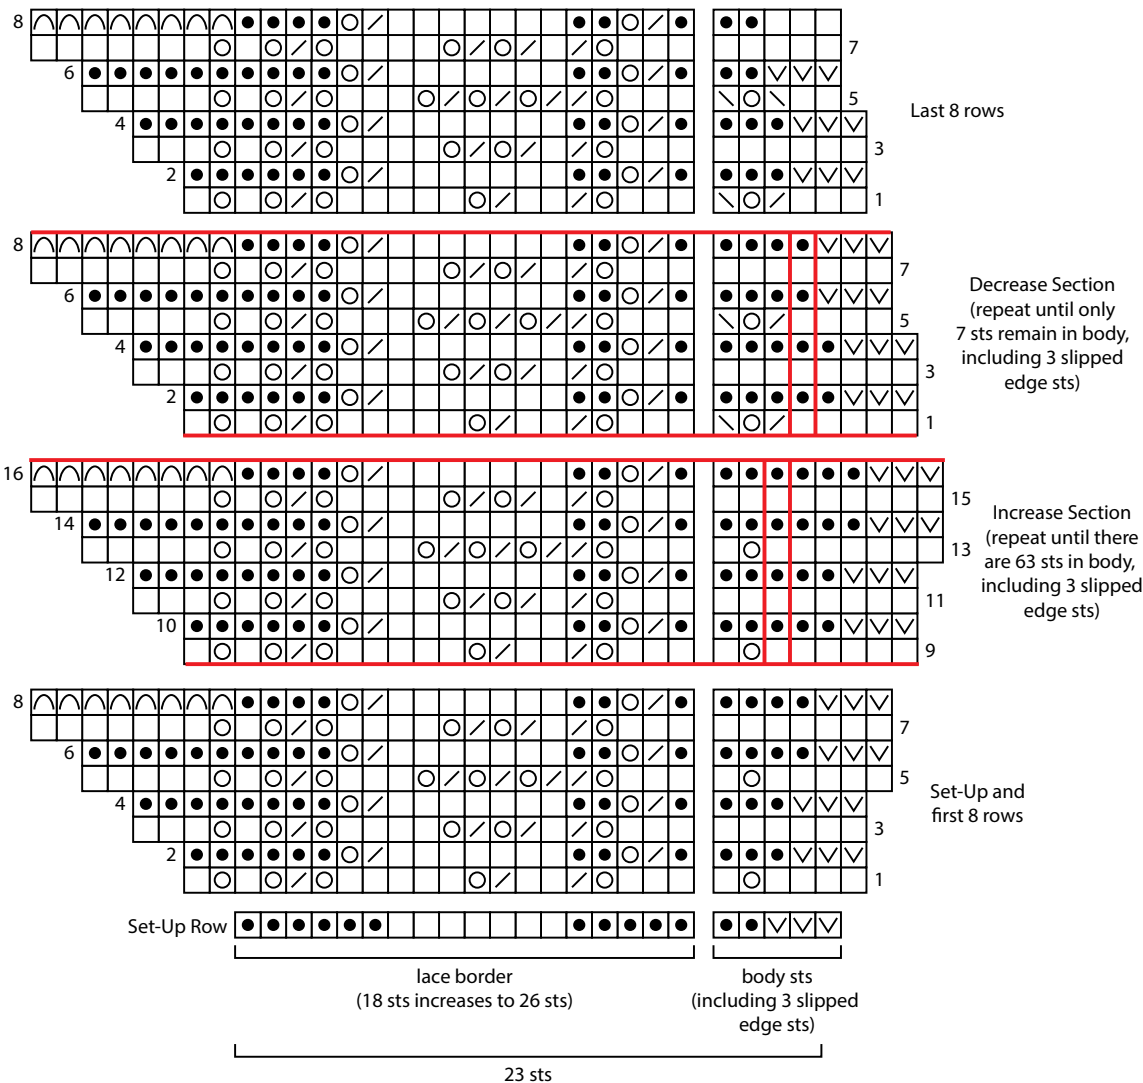 8
7
6
5
4
3
2
1
Last 8 rows
8
7
6
5
4
3
2
1
Decrease Section
(repeat until only
7 sts remain in body,
including 3 slipped
edge sts)
16
15
14
13
12
11
10
9
Increase Section
(repeat until there
are 63 sts in body,
including 3 slipped
edge sts)
8
7
6
5
4
3
2
1
Set-Up and
first 8 rows
Set-Up Row
lace border
(18 sts increases to 26 sts)
body sts
(including 3 slipped
edge sts)
23 sts